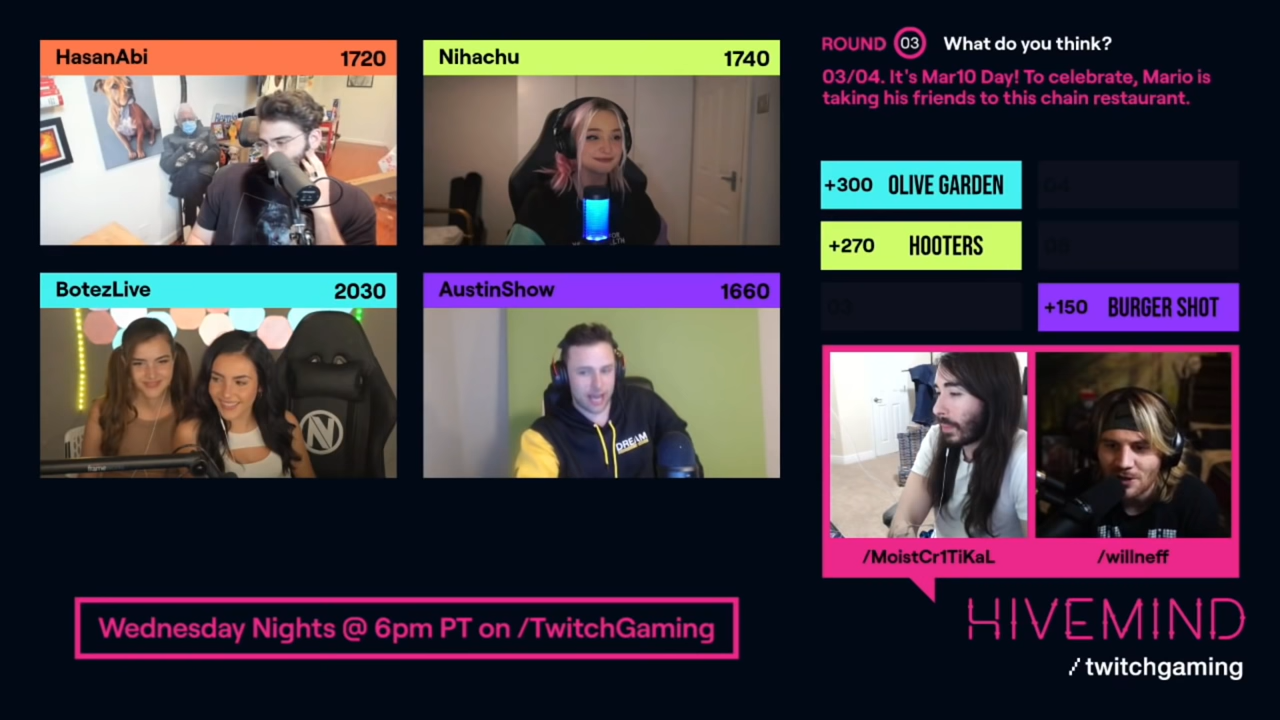 HasanAbi 1720
Nihachu 1740
BotezLive 2030
AustinShow 1660
DREAM
frame
ROUND 03 What do you think?
03/04. It's Mar10 Day! To celebrate, Mario is
taking his friends to this chain restaurant.
+300 OLIVE GARDEN
+270 HOOTERS
+150 BURGER SHOT
/MoistCr1TiKaL /willneff
Wednesday Nights @ 6pm PT on /TwitchGaming
HIVEMIND
/twitchgaming